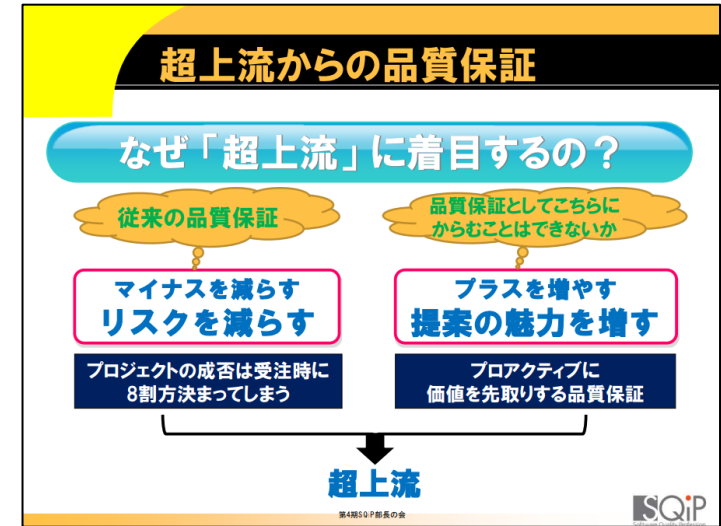 超上流からの品質保証
なぜ「超上流」に着目するの？
従来の品質保証
品質保証としてこちらに
からむことはできないか
マイナスを減らす
リスクを減らす
プラスを増やす
提案の魅力を増す
プロジェクトの成否は受注時に
8割方決まってしまう
プロアクティブに
価値を先取りする品質保証
超上流
第4期SQiP部長の会
SQiP
Software Quality Profession